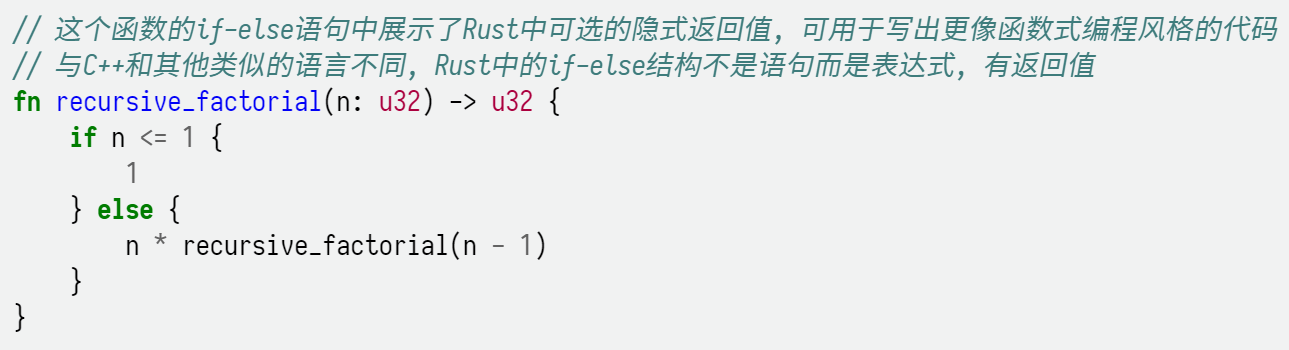 // 这个函数的if-else语句中展示了Rust中可选的隐式返回值，可用于写出更像函数式编程风格的代码
// 与C++和其他类似的语言不同，Rust中的if-else结构不是语句而是表达式，有返回值
fn recursive_factorial(n: u32) -> u32 {
    if n <= 1 {
        1
    } else {
        n * recursive_factorial(n - 1)
    }
}